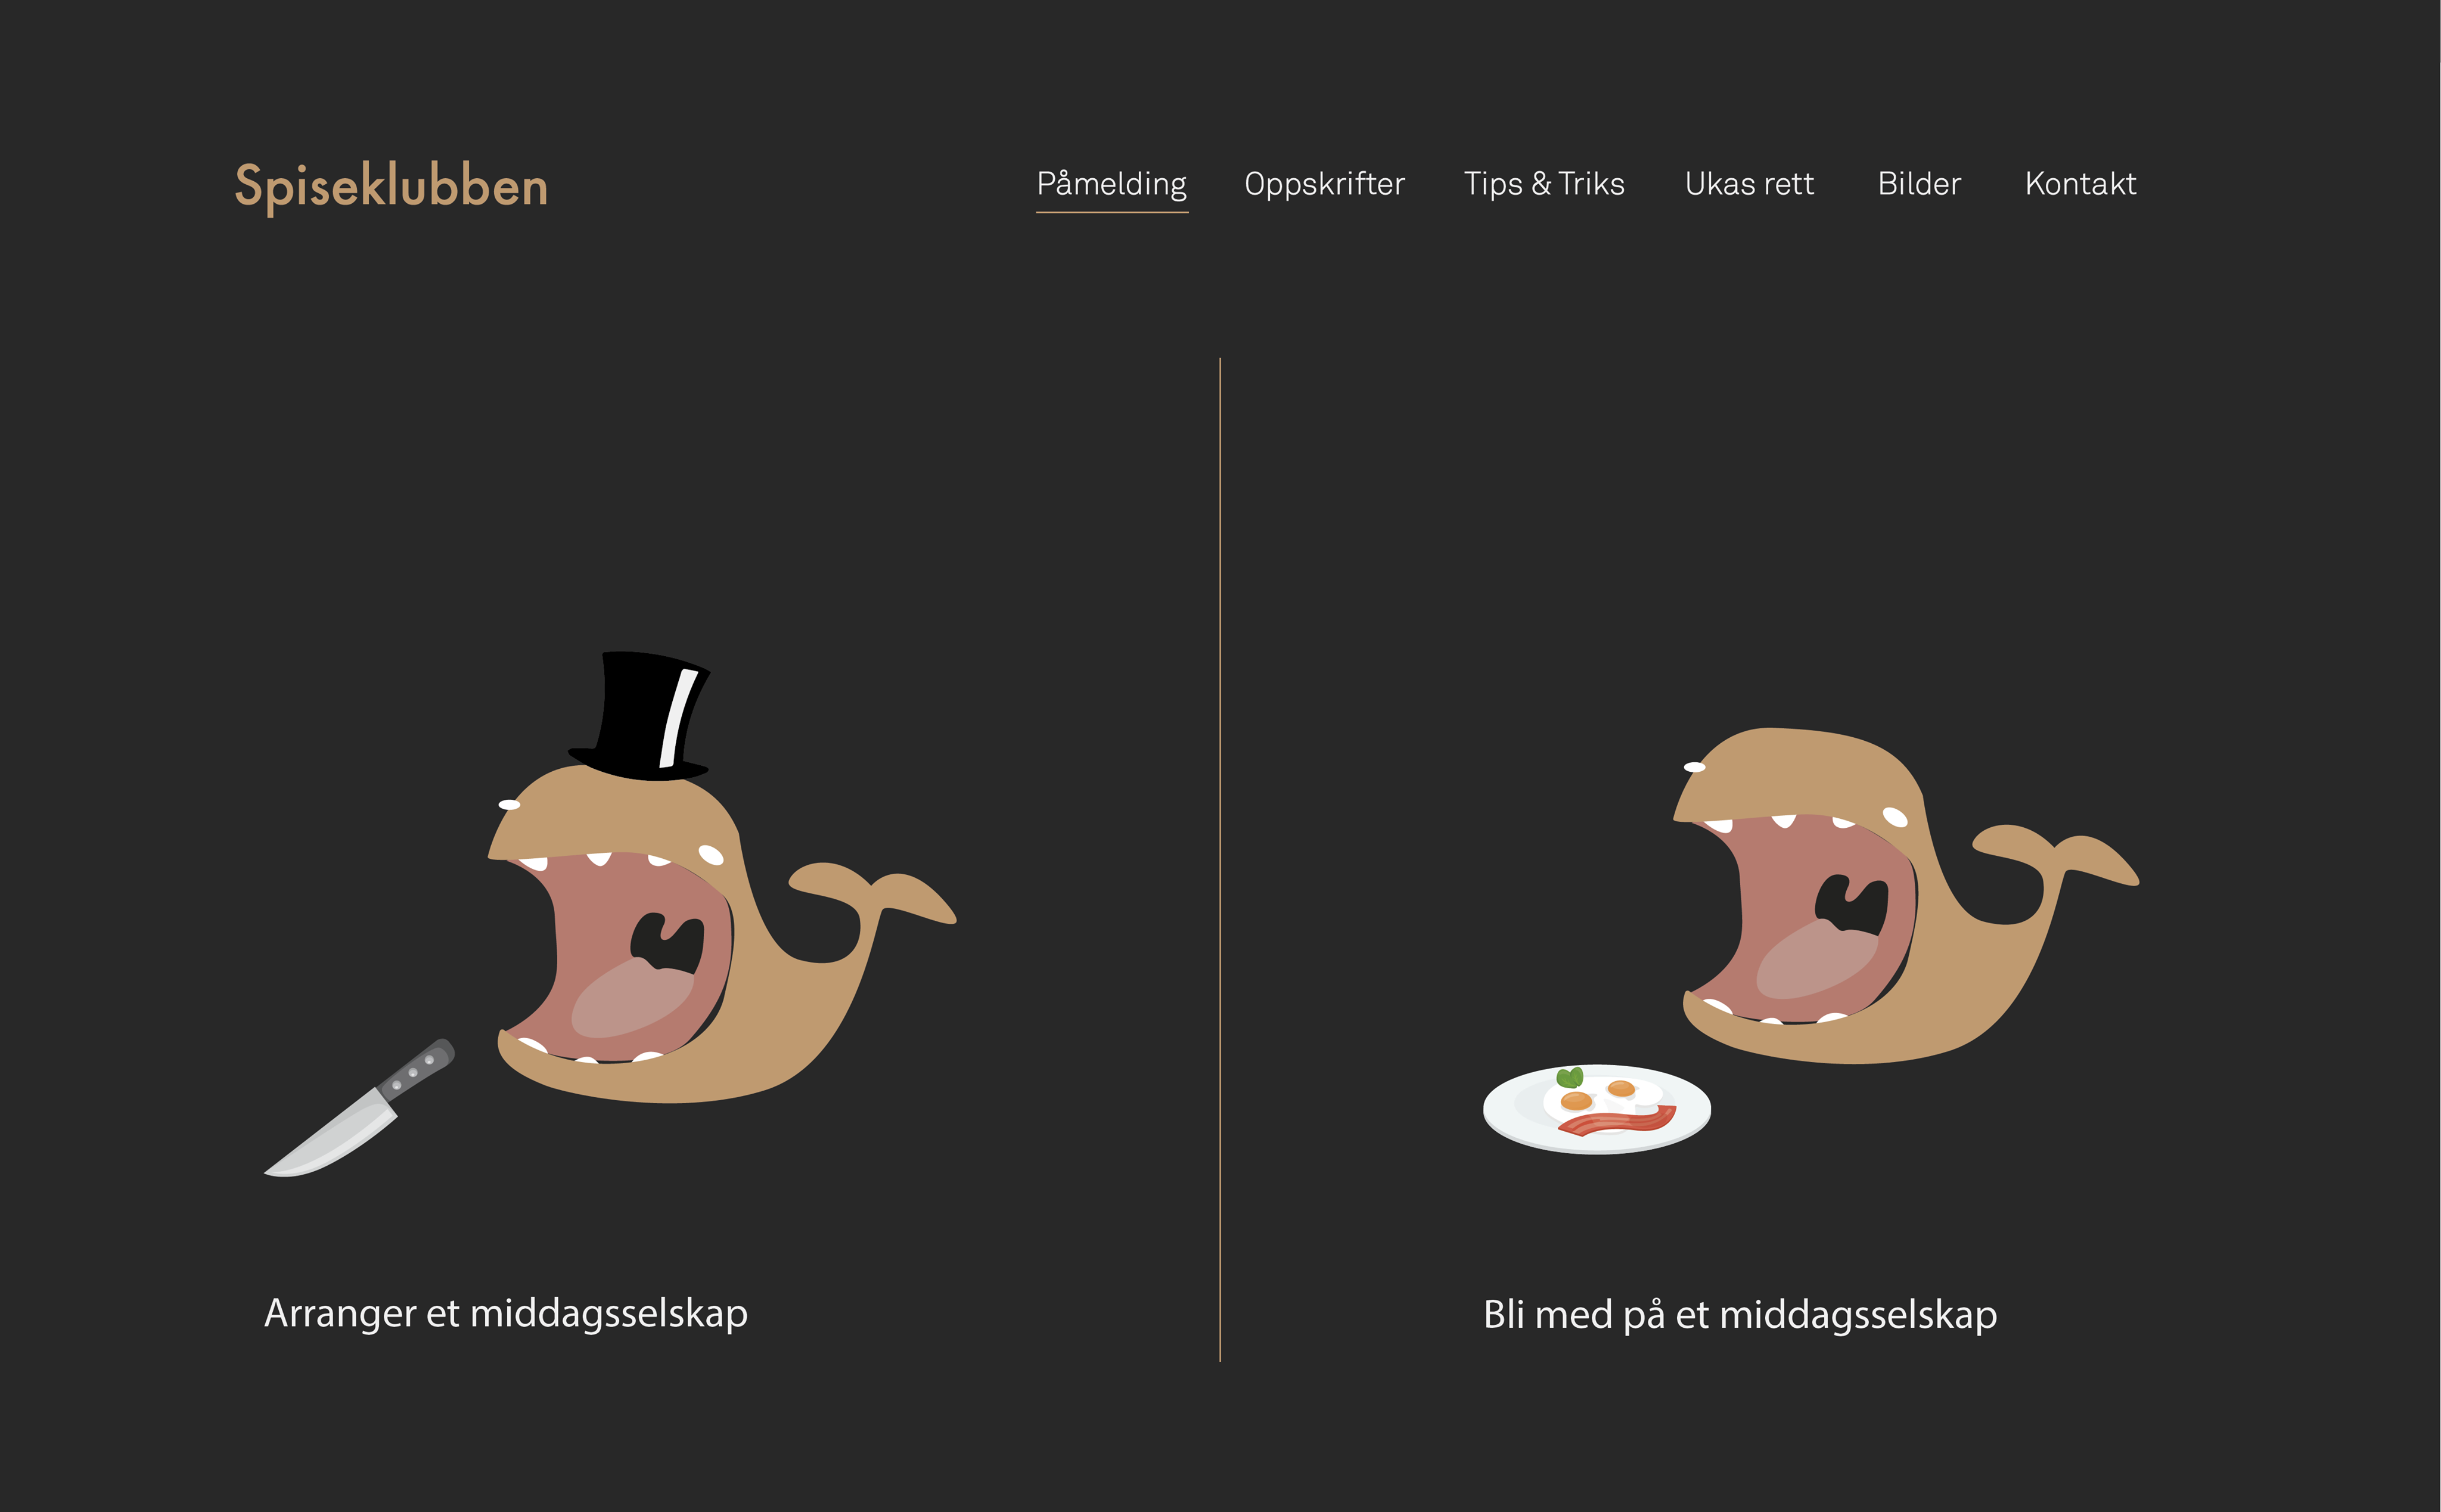 Spiseklubben
Påmelding Oppskrifter Tips & Triks Ukas rett Bilder Kontakt
Arranger et middagsselskap
Bli med på et middagsselskap